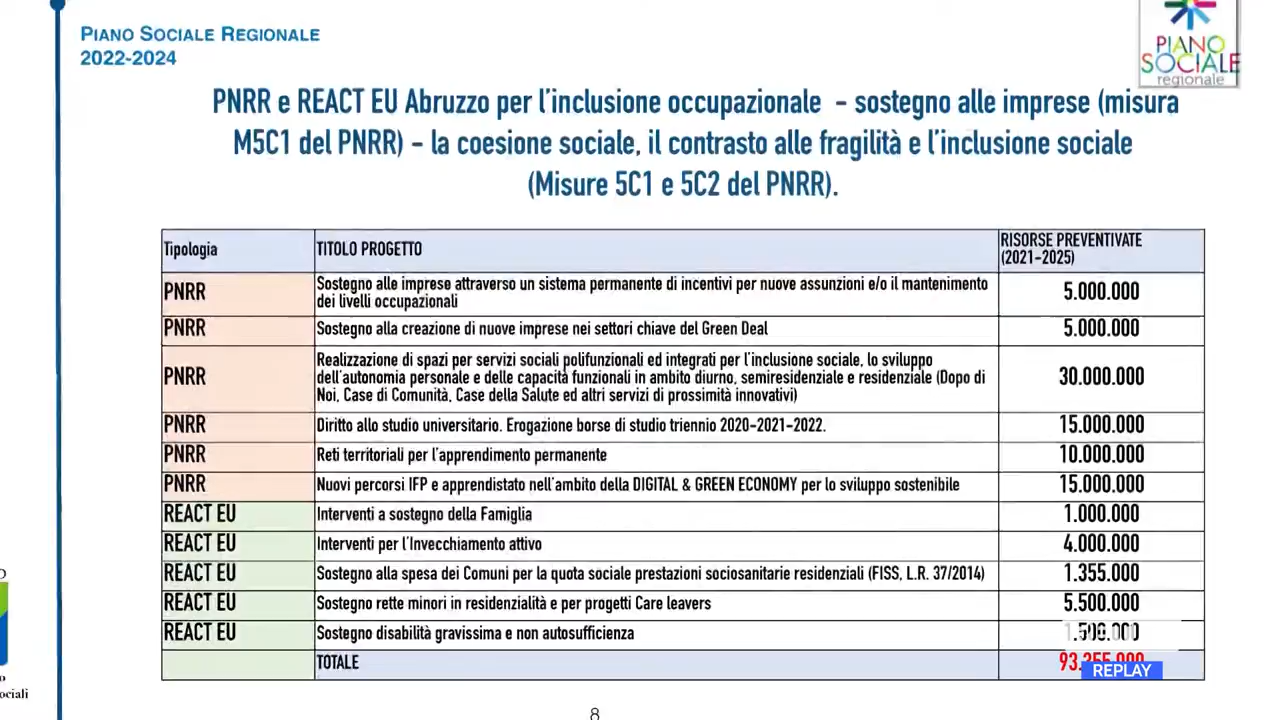 PIANO SOCIALE REGIONALE
2022-2024
PIANO
SOCIALE
regionale
PNRR e REACT EU Abruzzo per l'inclusione occupazionale – sostegno alle imprese (misura
M5C1 del PNRR) – la coesione sociale, il contrasto alle fragilità e l'inclusione sociale
(Misure 5C1 e 5C2 del PNRR).
Tipologia TITOLO PROGETTO RISORSE PREVENTIVATE
(2021-2025)
PNRR Sostegno alle imprese attraverso un sistema permanente di incentivi per nuove assunzioni e/o il mantenimento
dei livelli occupazionali 5.000.000
PNRR Sostegno alla creazione di nuove imprese nei settori chiave del Green Deal 5.000.000
Realizzazione di spazi per servizi sociali polifunzionali ed integrati per l'inclusione sociale, lo sviluppo
PNRR dell'autonomia personale e delle capacità funzionali in ambito diurno, semiresidenziale e residenziale (Dopo di 30.000.000
Noi, Case di Comunità, Case della Salute ed altri servizi di prossimità innovativi)
PNRR Diritto allo studio universitario. Erogazione borse di studio triennio 2020-2021-2022. 15.000.000
PNRR Reti territoriali per l'apprendimento permanente 10.000.000
PNRR Nuovi percorsi IFP e apprendistato nell'ambito della DIGITAL & GREEN ECONOMY per lo sviluppo sostenibile 15.000.000
REACT EU Interventi a sostegno della Famiglia 1.000.000
REACT EU Interventi per l'Invecchiamento attivo 4.000.000
REACT EU Sostegno alla spesa dei Comuni per la quota sociale prestazioni sociosanitarie residenziali (FISS, L.R. 37/2014) 1.355.000
REACT EU Sostegno rette minori in residenzialità e per progetti Care leavers 5.500.000
REACT EU Sostegno disabilità gravissima e non autosufficienza
TOTALE
REPLAY
ociali
8